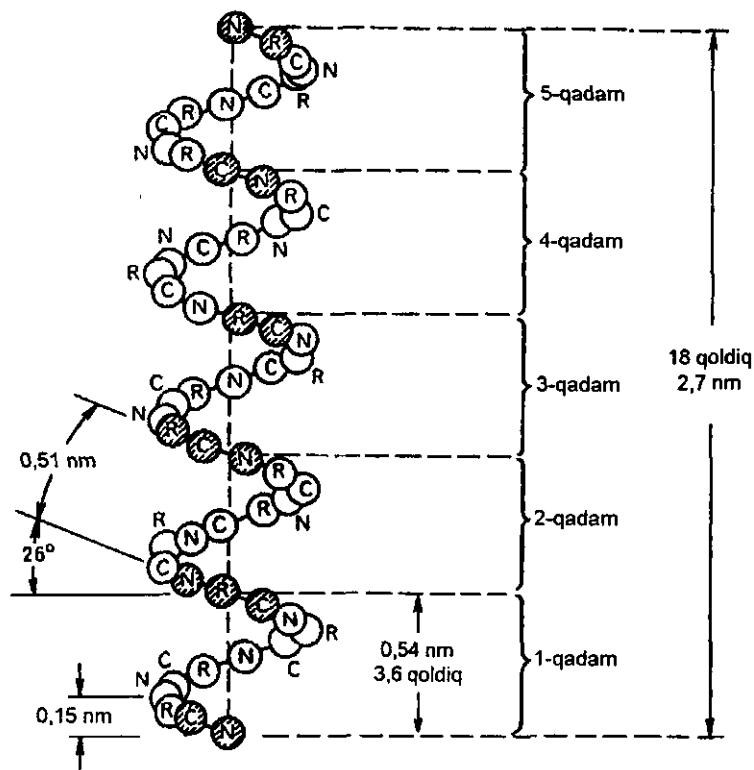 N
R
C
N
R
C
N
R
C
N
R
C
N
R
C
N
R
C
N
R
C
N
R
C
N
R
C
N
R
C
N
R
C
N
R
C
N
R
C
N
R
C
N
R
C
N
R
C
N
R
C
N
5-qadam
4-qadam
3-qadam
2-qadam
1-qadam
18 qoldiq
2,7 nm
0,51 nm
26°
0,54 nm
3,6 qoldiq
0,15 nm